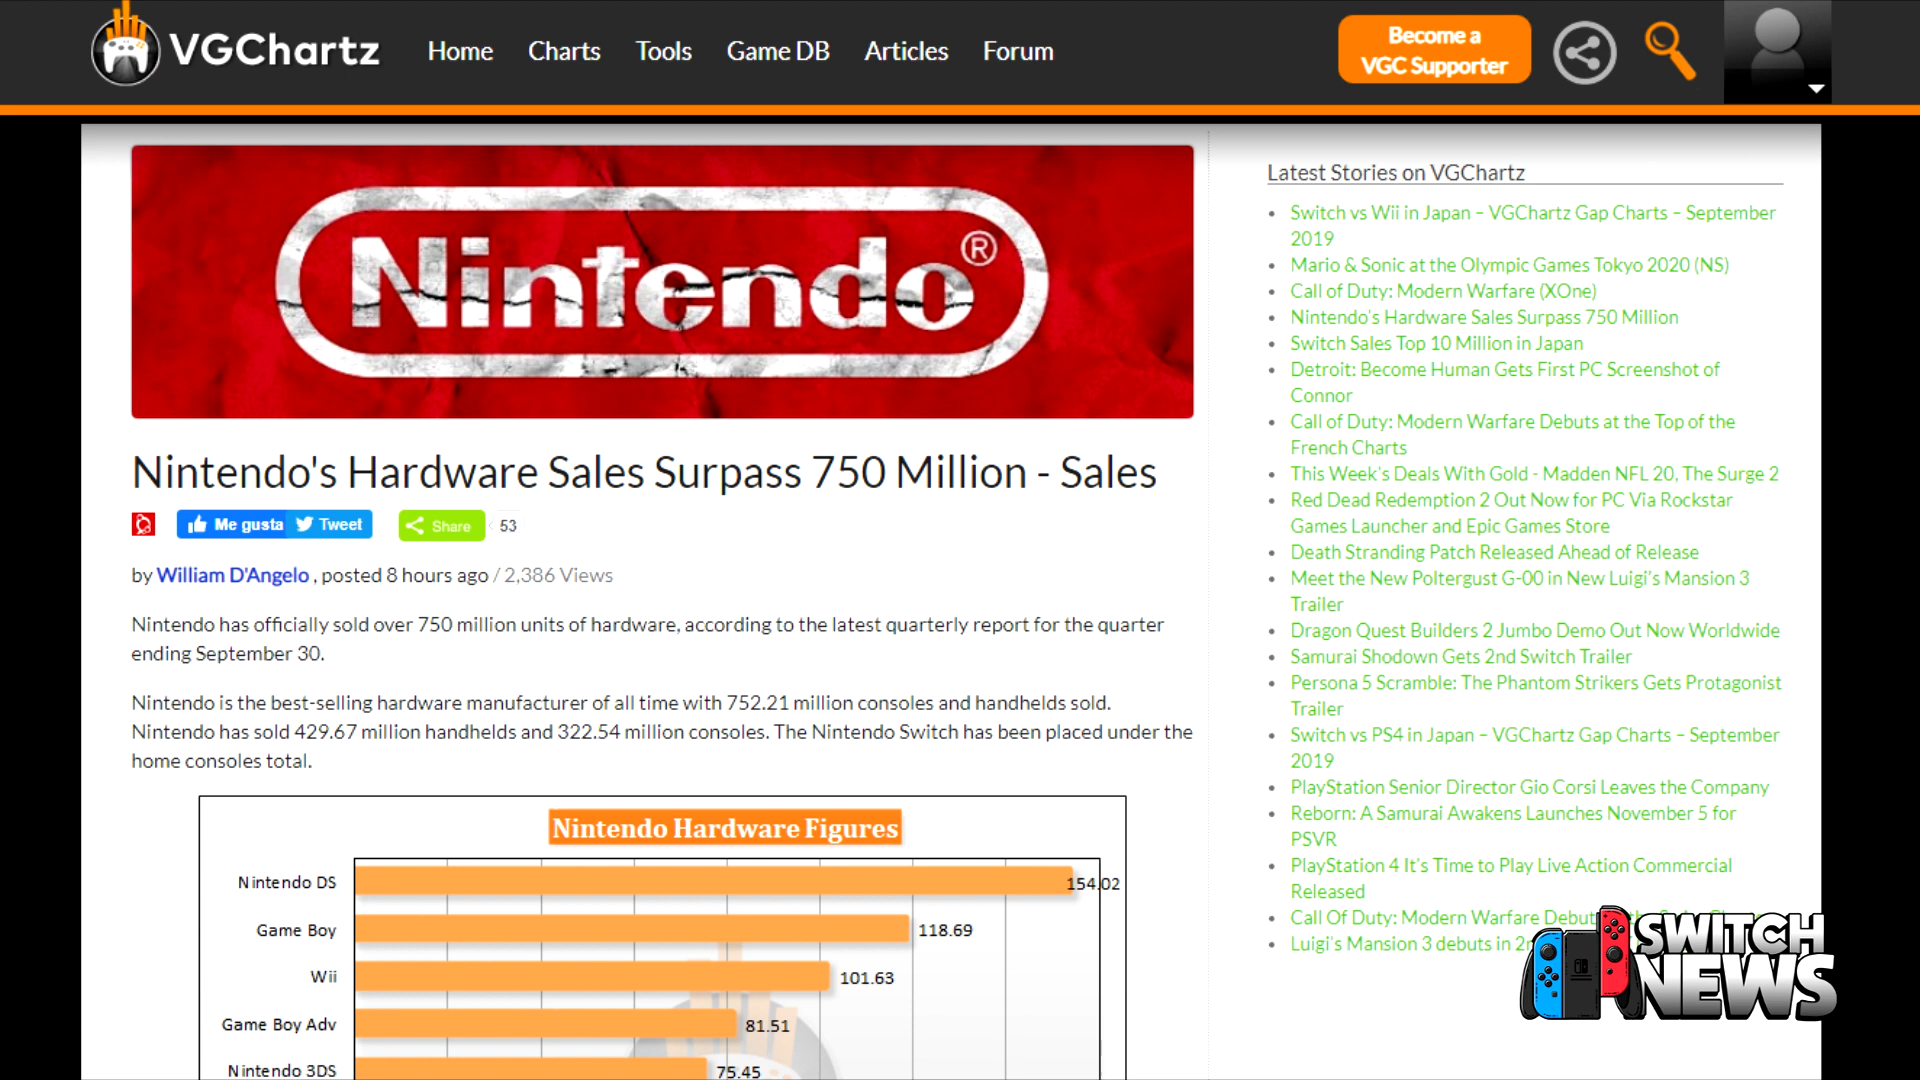 VGChartz
Home
Charts
Tools
Game DB
Articles
Forum
Become a
VGC Supporter
Nintendo®
Nintendo's Hardware Sales Surpass 750 Million - Sales
Me gusta
Tweet
Share
53
by William D'Angelo , posted 8 hours ago / 2,386 Views
Nintendo has officially sold over 750 million units of hardware, according to the latest quarterly report for the quarter
ending September 30.
Nintendo is the best-selling hardware manufacturer of all time with 752.21 million consoles and handhelds sold.
Nintendo has sold 429.67 million handhelds and 322.54 million consoles. The Nintendo Switch has been placed under the
home consoles total.
Nintendo Hardware Figures
Nintendo DS 154.02
Game Boy 118.69
Wii 101.63
Game Boy Adv 81.51
Nintendo 3DS 75.45
Latest Stories on VGChartz
Switch vs Wii in Japan – VGChartz Gap Charts – September
2019
Mario & Sonic at the Olympic Games Tokyo 2020 (NS)
Call of Duty: Modern Warfare (XOne)
Nintendo's Hardware Sales Surpass 750 Million
Switch Sales Top 10 Million in Japan
Detroit: Become Human Gets First PC Screenshot of
Connor
Call of Duty: Modern Warfare Debuts at the Top of the
French Charts
This Week's Deals With Gold - Madden NFL 20, The Surge 2
Red Dead Redemption 2 Out Now for PC Via Rockstar
Games Launcher and Epic Games Store
Death Stranding Patch Released Ahead of Release
Meet the New Poltergust G-00 in New Luigi's Mansion 3
Trailer
Dragon Quest Builders 2 Jumbo Demo Out Now Worldwide
Samurai Shodown Gets 2nd Switch Trailer
Persona 5 Scramble: The Phantom Strikers Gets Protagonist
Trailer
Switch vs PS4 in Japan – VGChartz Gap Charts – September
2019
PlayStation Senior Director Gio Corsi Leaves the Company
Reborn: A Samurai Awakens Launches November 5 for
PSVR
PlayStation 4 It's Time to Play Live Action Commercial
Released
Call Of Duty: Modern Warfare Debut
Luigi's Mansion 3 debuts in
SWITCH
NEWS